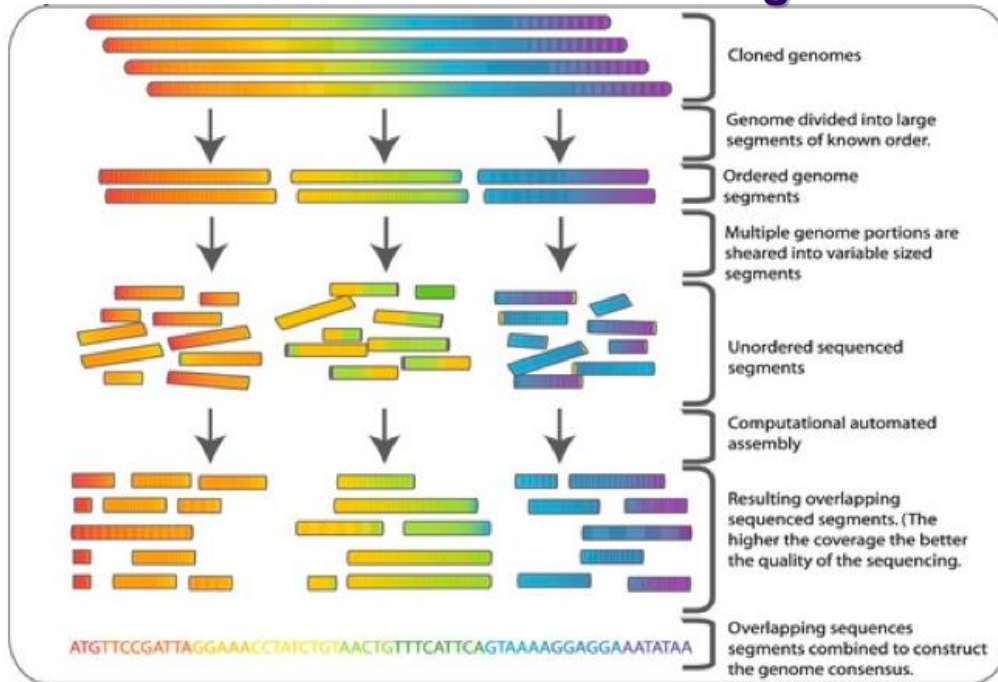 Cloned genomes
Genome divided into large
segments of known order.
Ordered genome
segments
Multiple genome portions are
sheared into variable sized
segments
Unordered sequenced
segments
Computational automated
assembly
Resulting overlapping
sequenced segments. (The
higher the coverage the better
the quality of the sequencing.
ATGTTCCGATTAGGAAACCTATCTGTAACTGTTTCATTCAGTAAAAGGAGGAAATATAA
Overlapping sequences
segments combined to construct
the genome consensus.